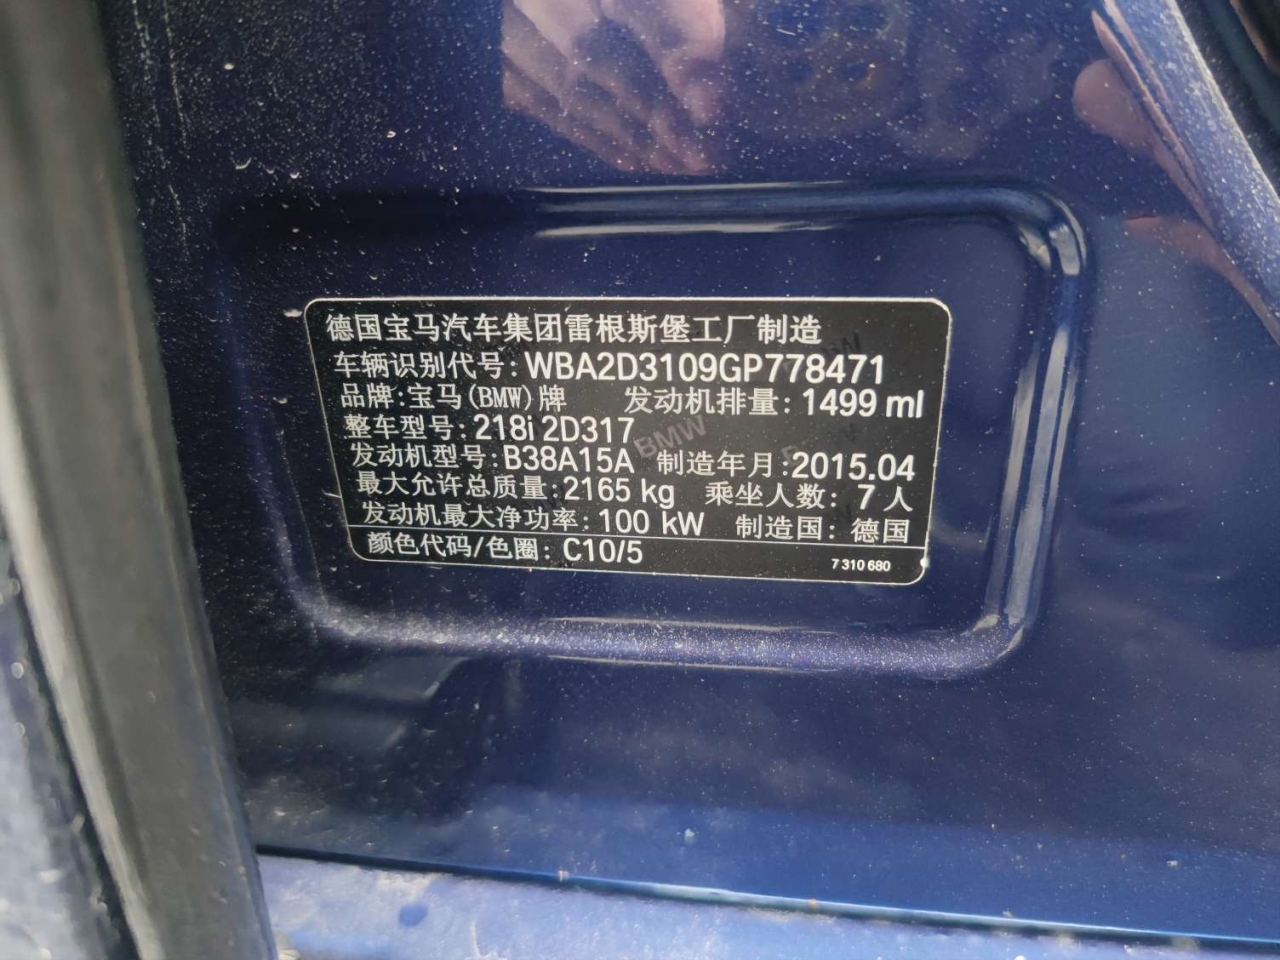 德国宝马汽车集团雷根斯堡工厂制造
车辆识别代号: WBA2D3109GP778471
品牌:宝马(BMW)牌 发动机排量: 1499 ml
整车型号: 218i 2D317
发动机型号: B38A15A 制造年月: 2015.04
最大允许总质量: 2165 kg 乘坐人数: 7 人
发动机最大净功率: 100 kW 制造国: 德国
颜色代码/色圈: C10/5 7 310 680
BMW